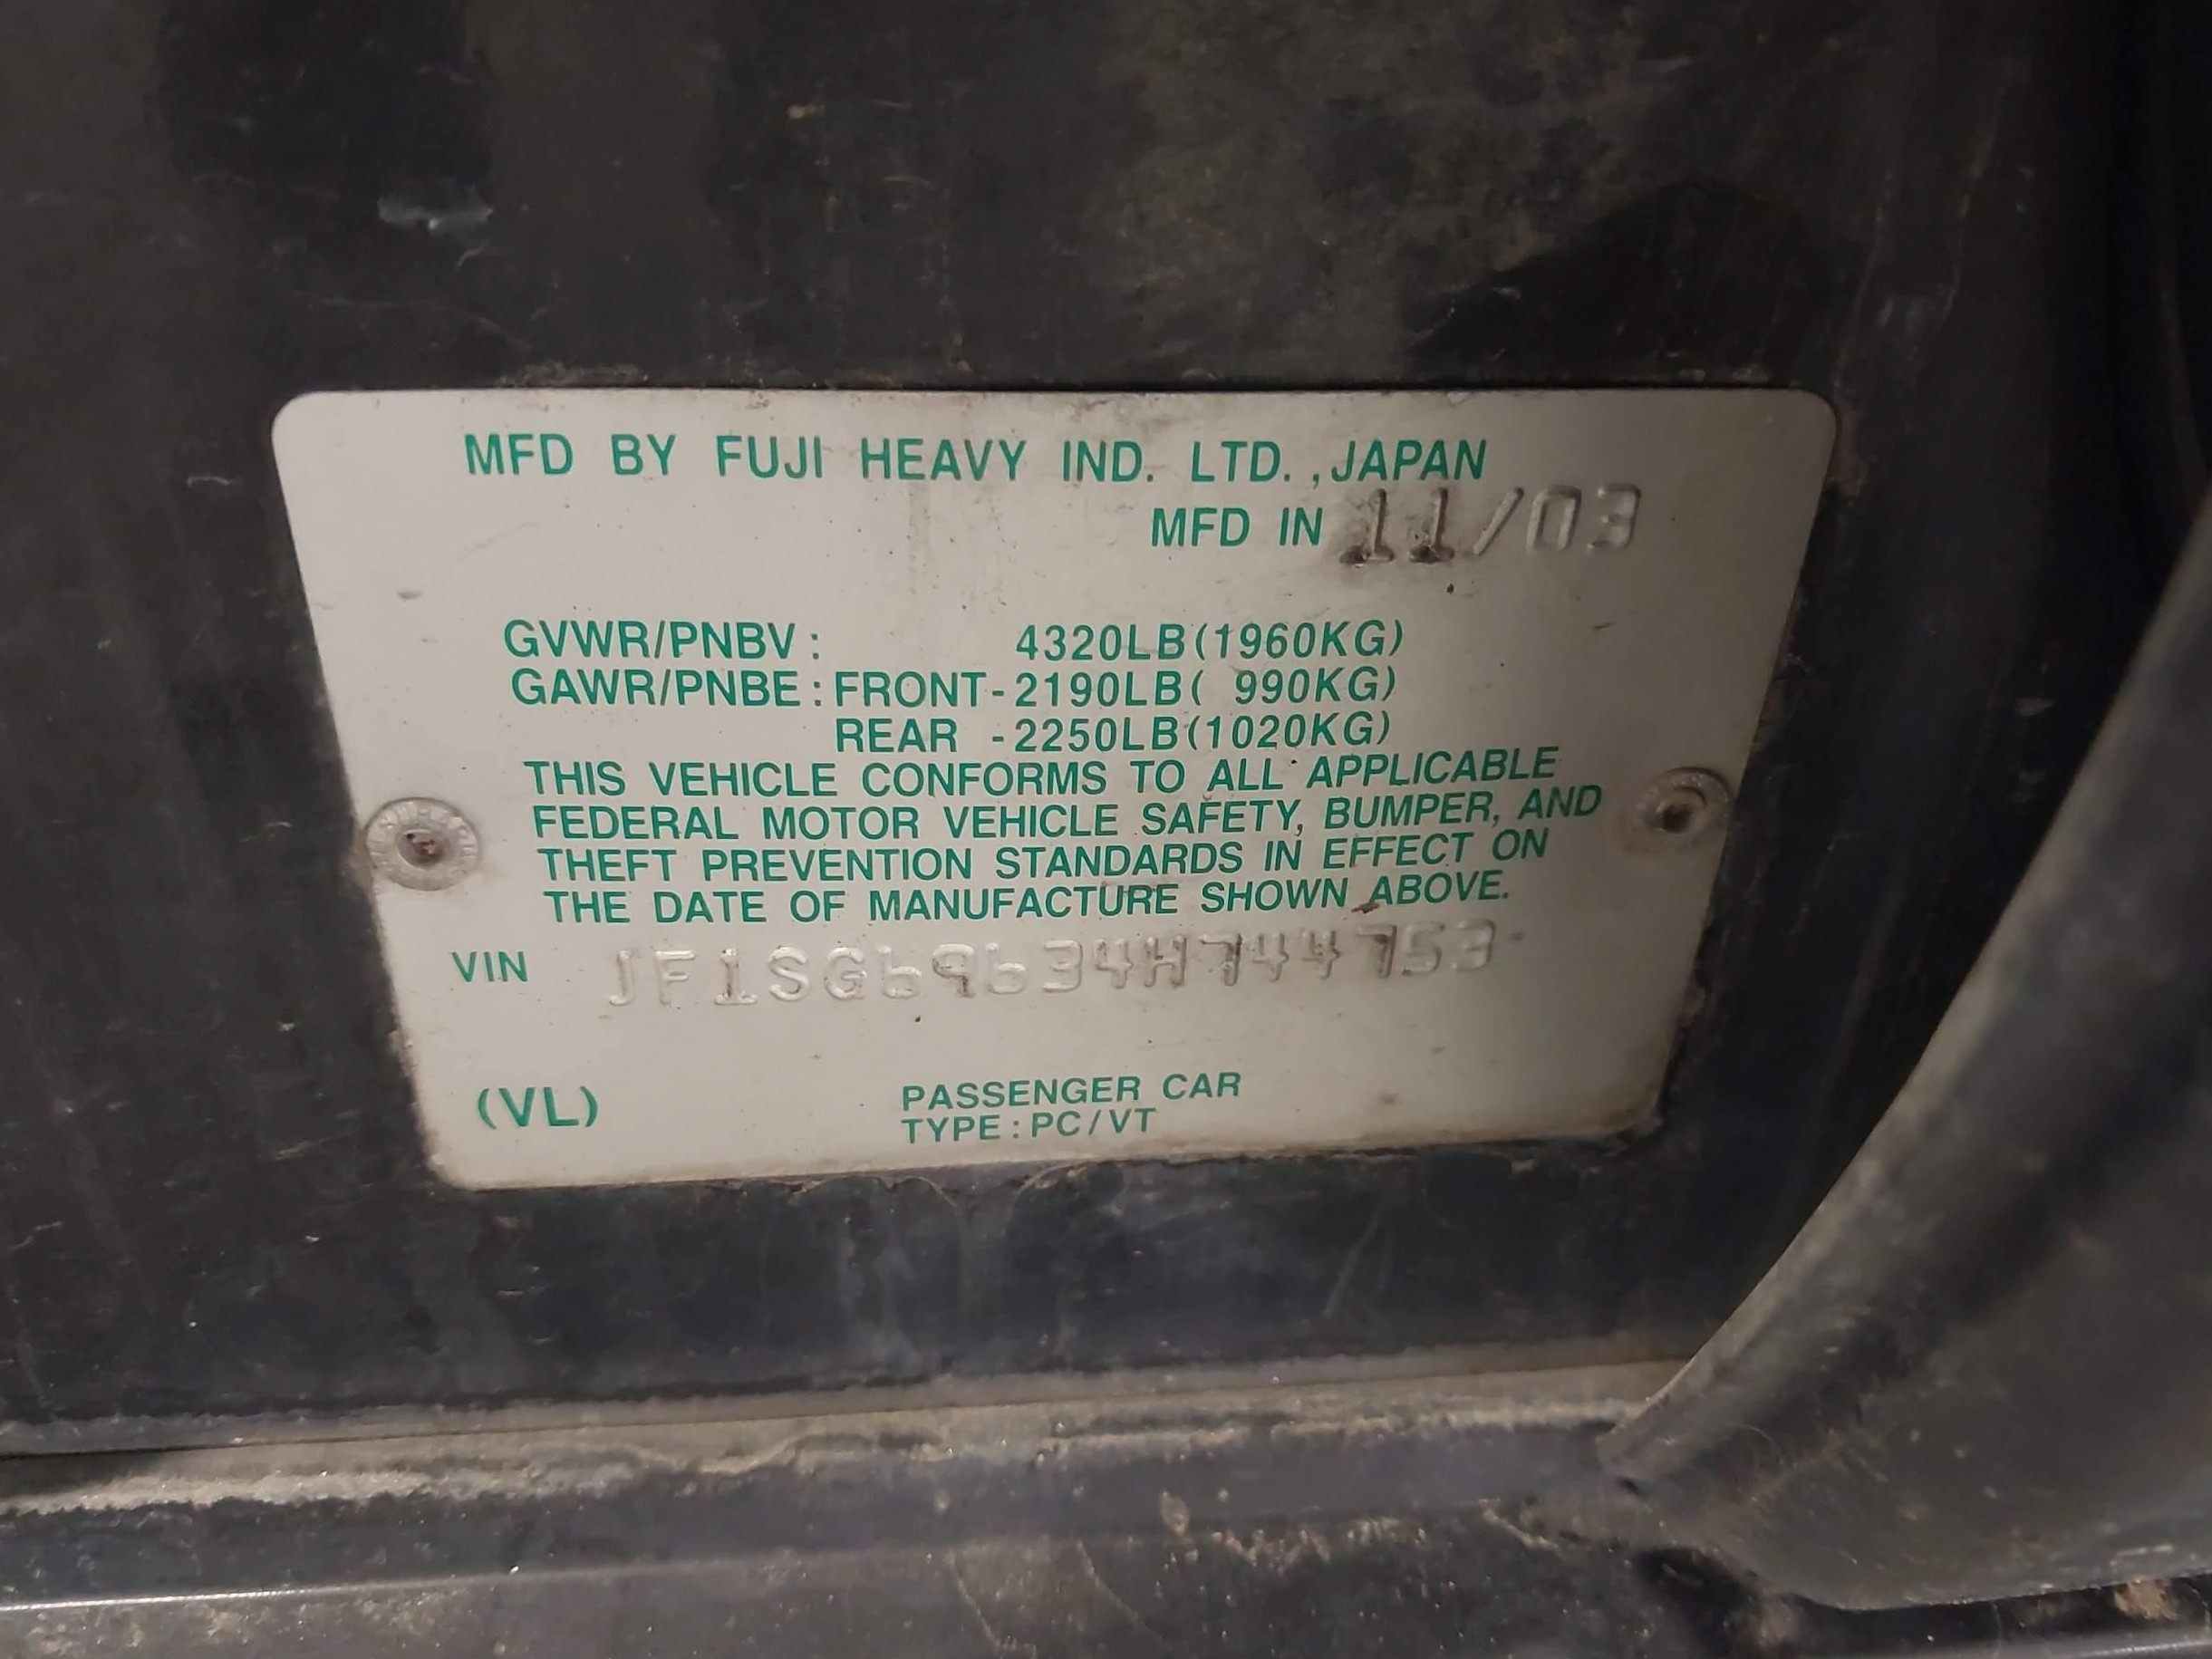 MFD BY FUJI HEAVY IND. LTD.,JAPAN
MFD IN 11/03
GVWR/PNBV: 4320LB(1960KG)
GAWR/PNBE:FRONT-2190LB( 990KG)
REAR -2250LB(1020KG)
THIS VEHICLE CONFORMS TO ALL APPLICABLE
FEDERAL MOTOR VEHICLE SAFETY, BUMPER, AND
THEFT PREVENTION STANDARDS IN EFFECT ON
THE DATE OF MANUFACTURE SHOWN ABOVE.
VIN JF1SG69634H744753
(VL)
PASSENGER CAR
TYPE:PC/VT